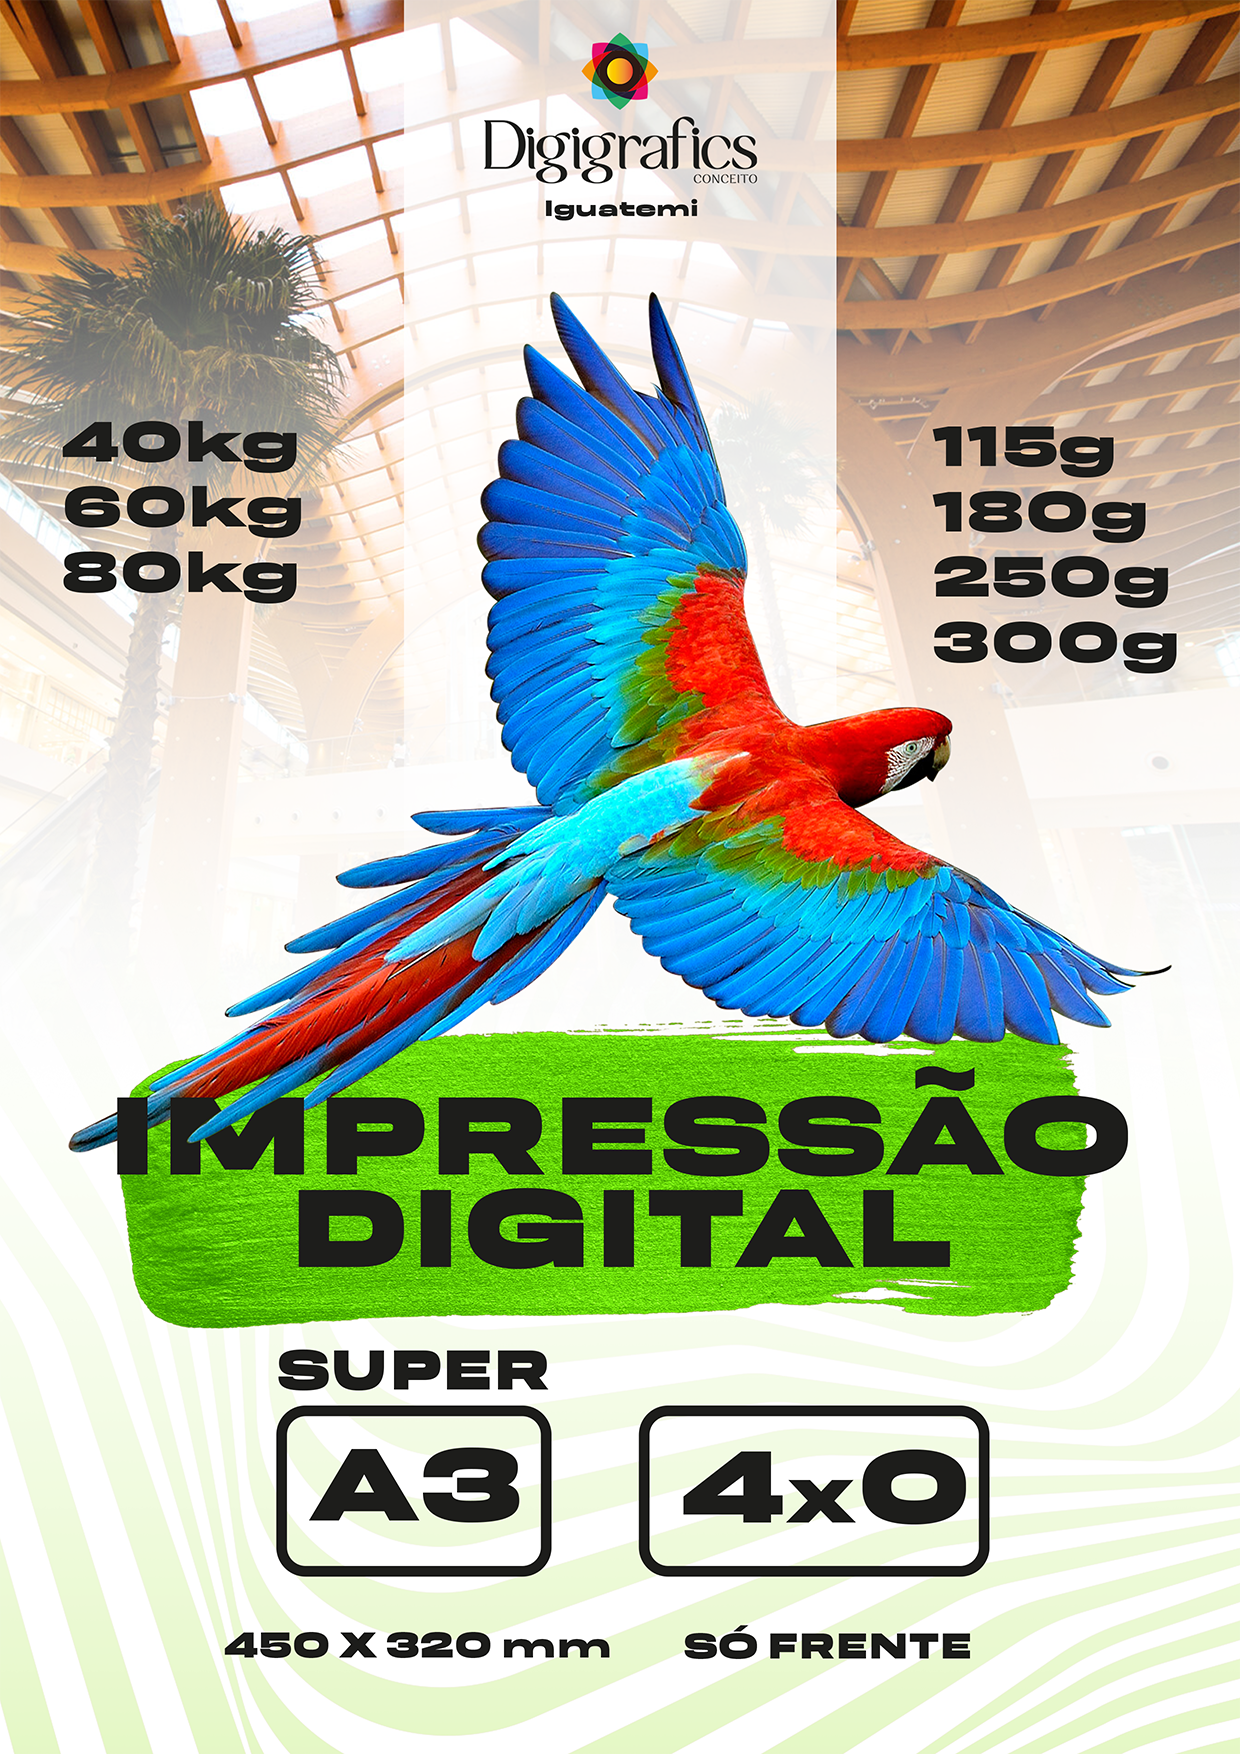 Digigrafics
CONCEITO
Iguatemi
40kg
60kg
80kg
115g
180g
250g
300g
IMPRESSÃO
DIGITAL
SUPER
A3
4x0
450 X 320 mm
SÓ FRENTE